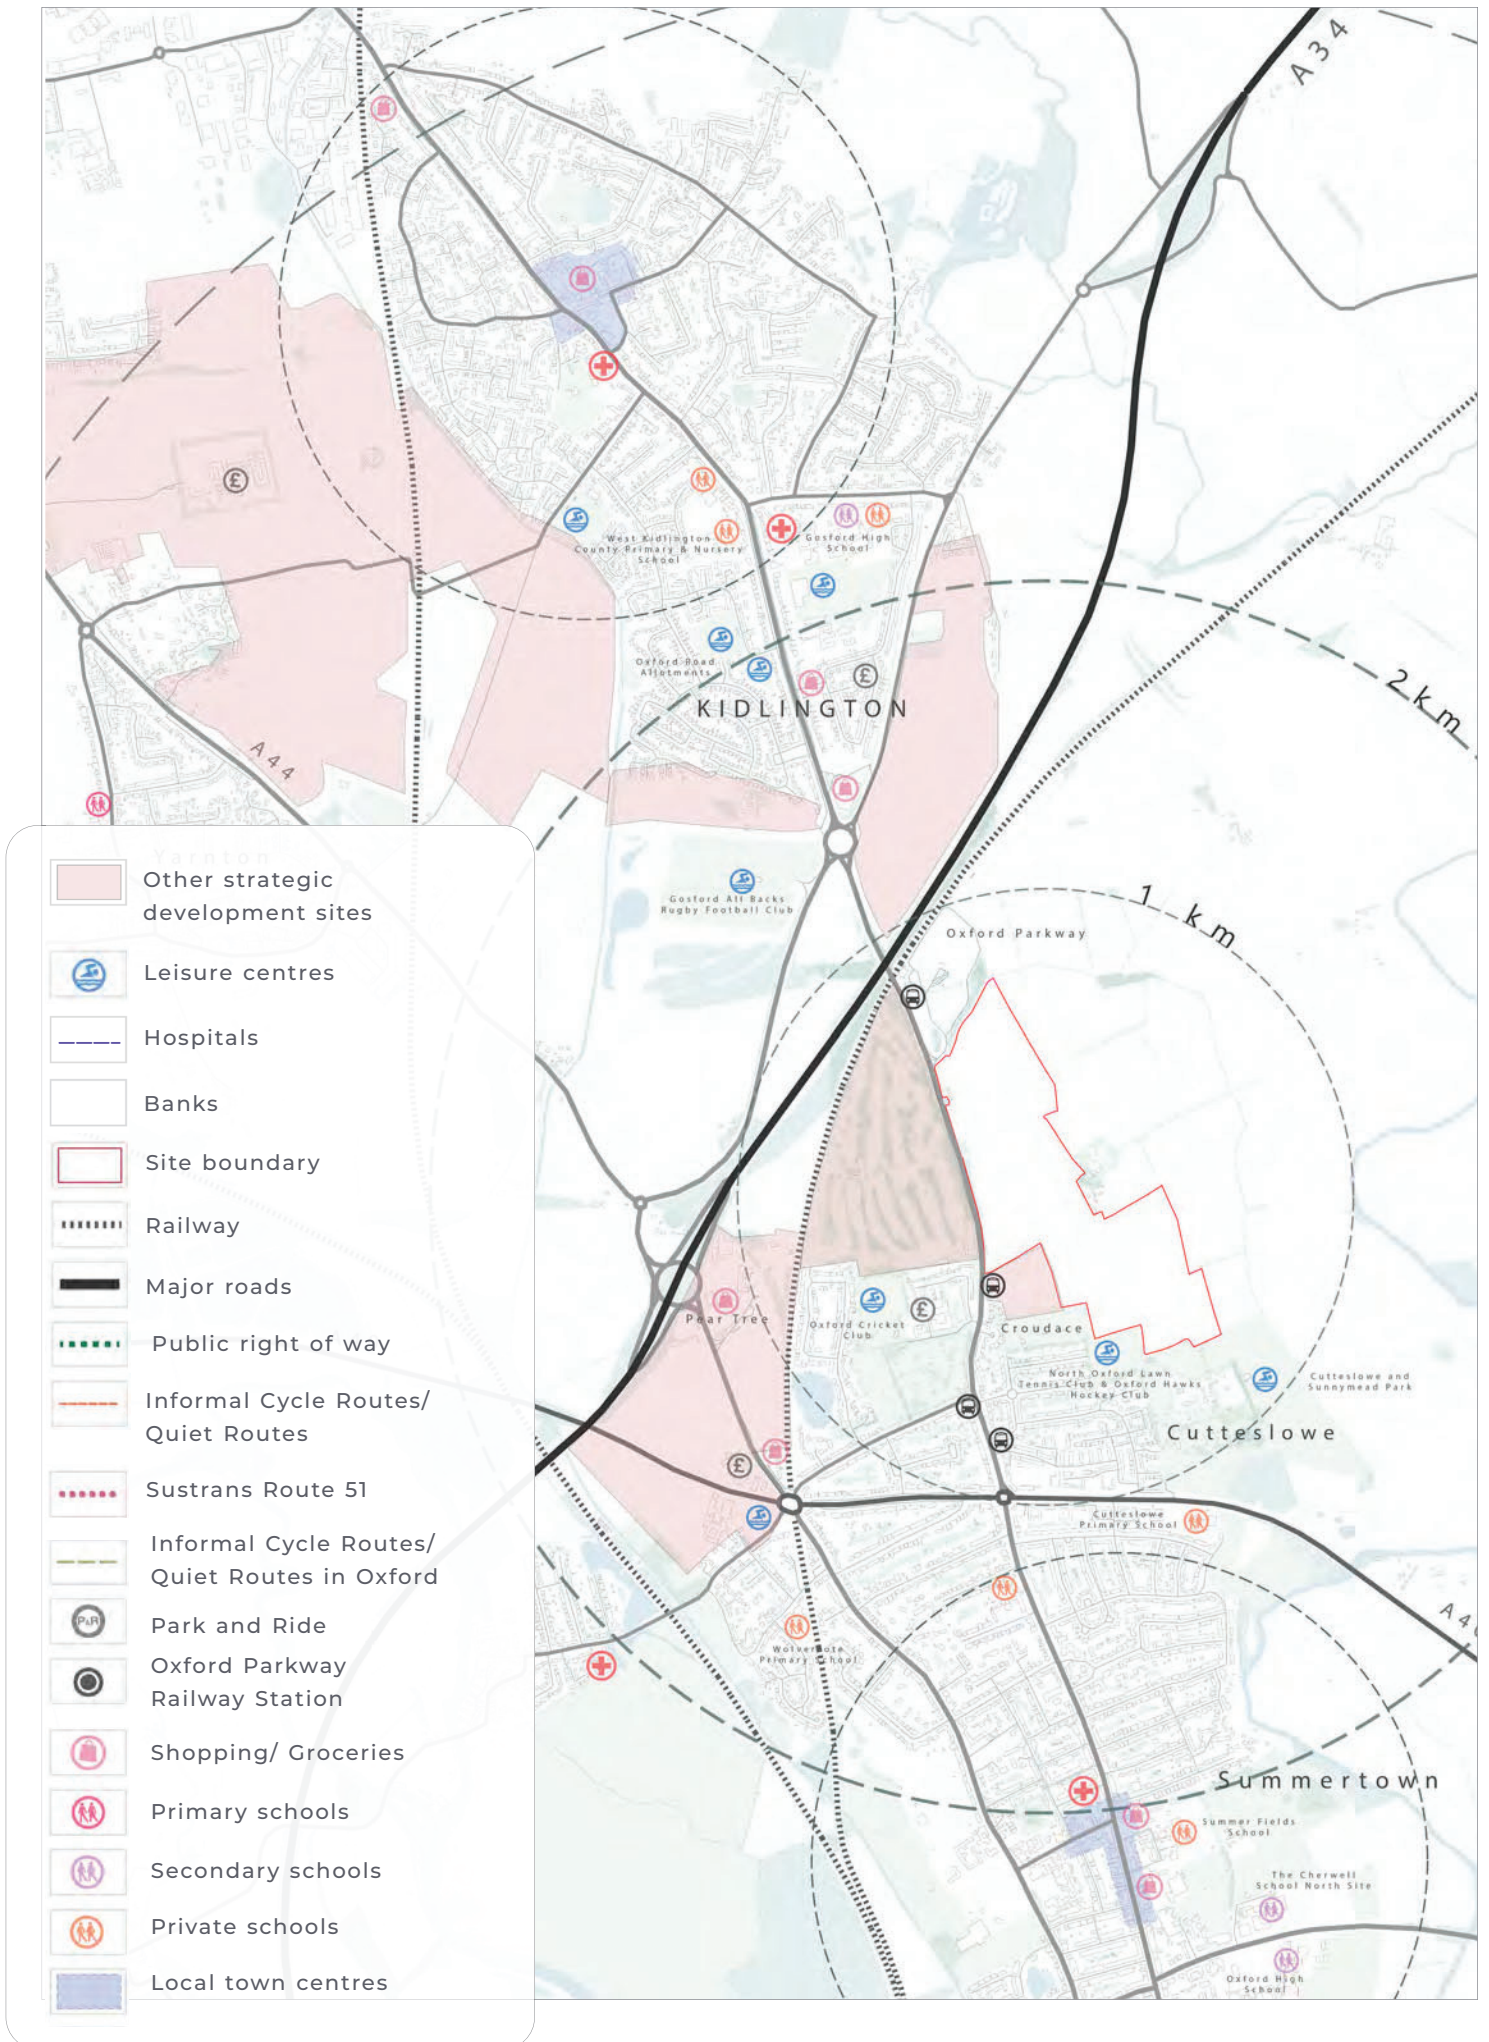 A34
West Kidlington
County Primary & Nursery
School
Gosford High
School
Oxford Road
Allotments
KIDLINGTON
2km
A44
Yarnton
Gosford All Backs
Rugby Football Club
1 km
Oxford Parkway
Pear Tree
Oxford Cricket
Club
Croudace
North Oxford Lawn
Tennis Club & Oxford Hawks
Hockey Club
Cutteslowe and
Sunnymead Park
Cutteslowe
Cutteslowe
Primary School
A40
Wolvercote
Primary School
Summertown
Summer Fields
School
The Cherwell
School North Site
Oxford High
School
Other strategic
development sites
Leisure centres
Hospitals
Banks
Site boundary
Railway
Major roads
Public right of way
Informal Cycle Routes/
Quiet Routes
Sustrans Route 51
Informal Cycle Routes/
Quiet Routes in Oxford
P&R
Park and Ride
Oxford Parkway
Railway Station
Shopping/ Groceries
Primary schools
Secondary schools
Private schools
Local town centres